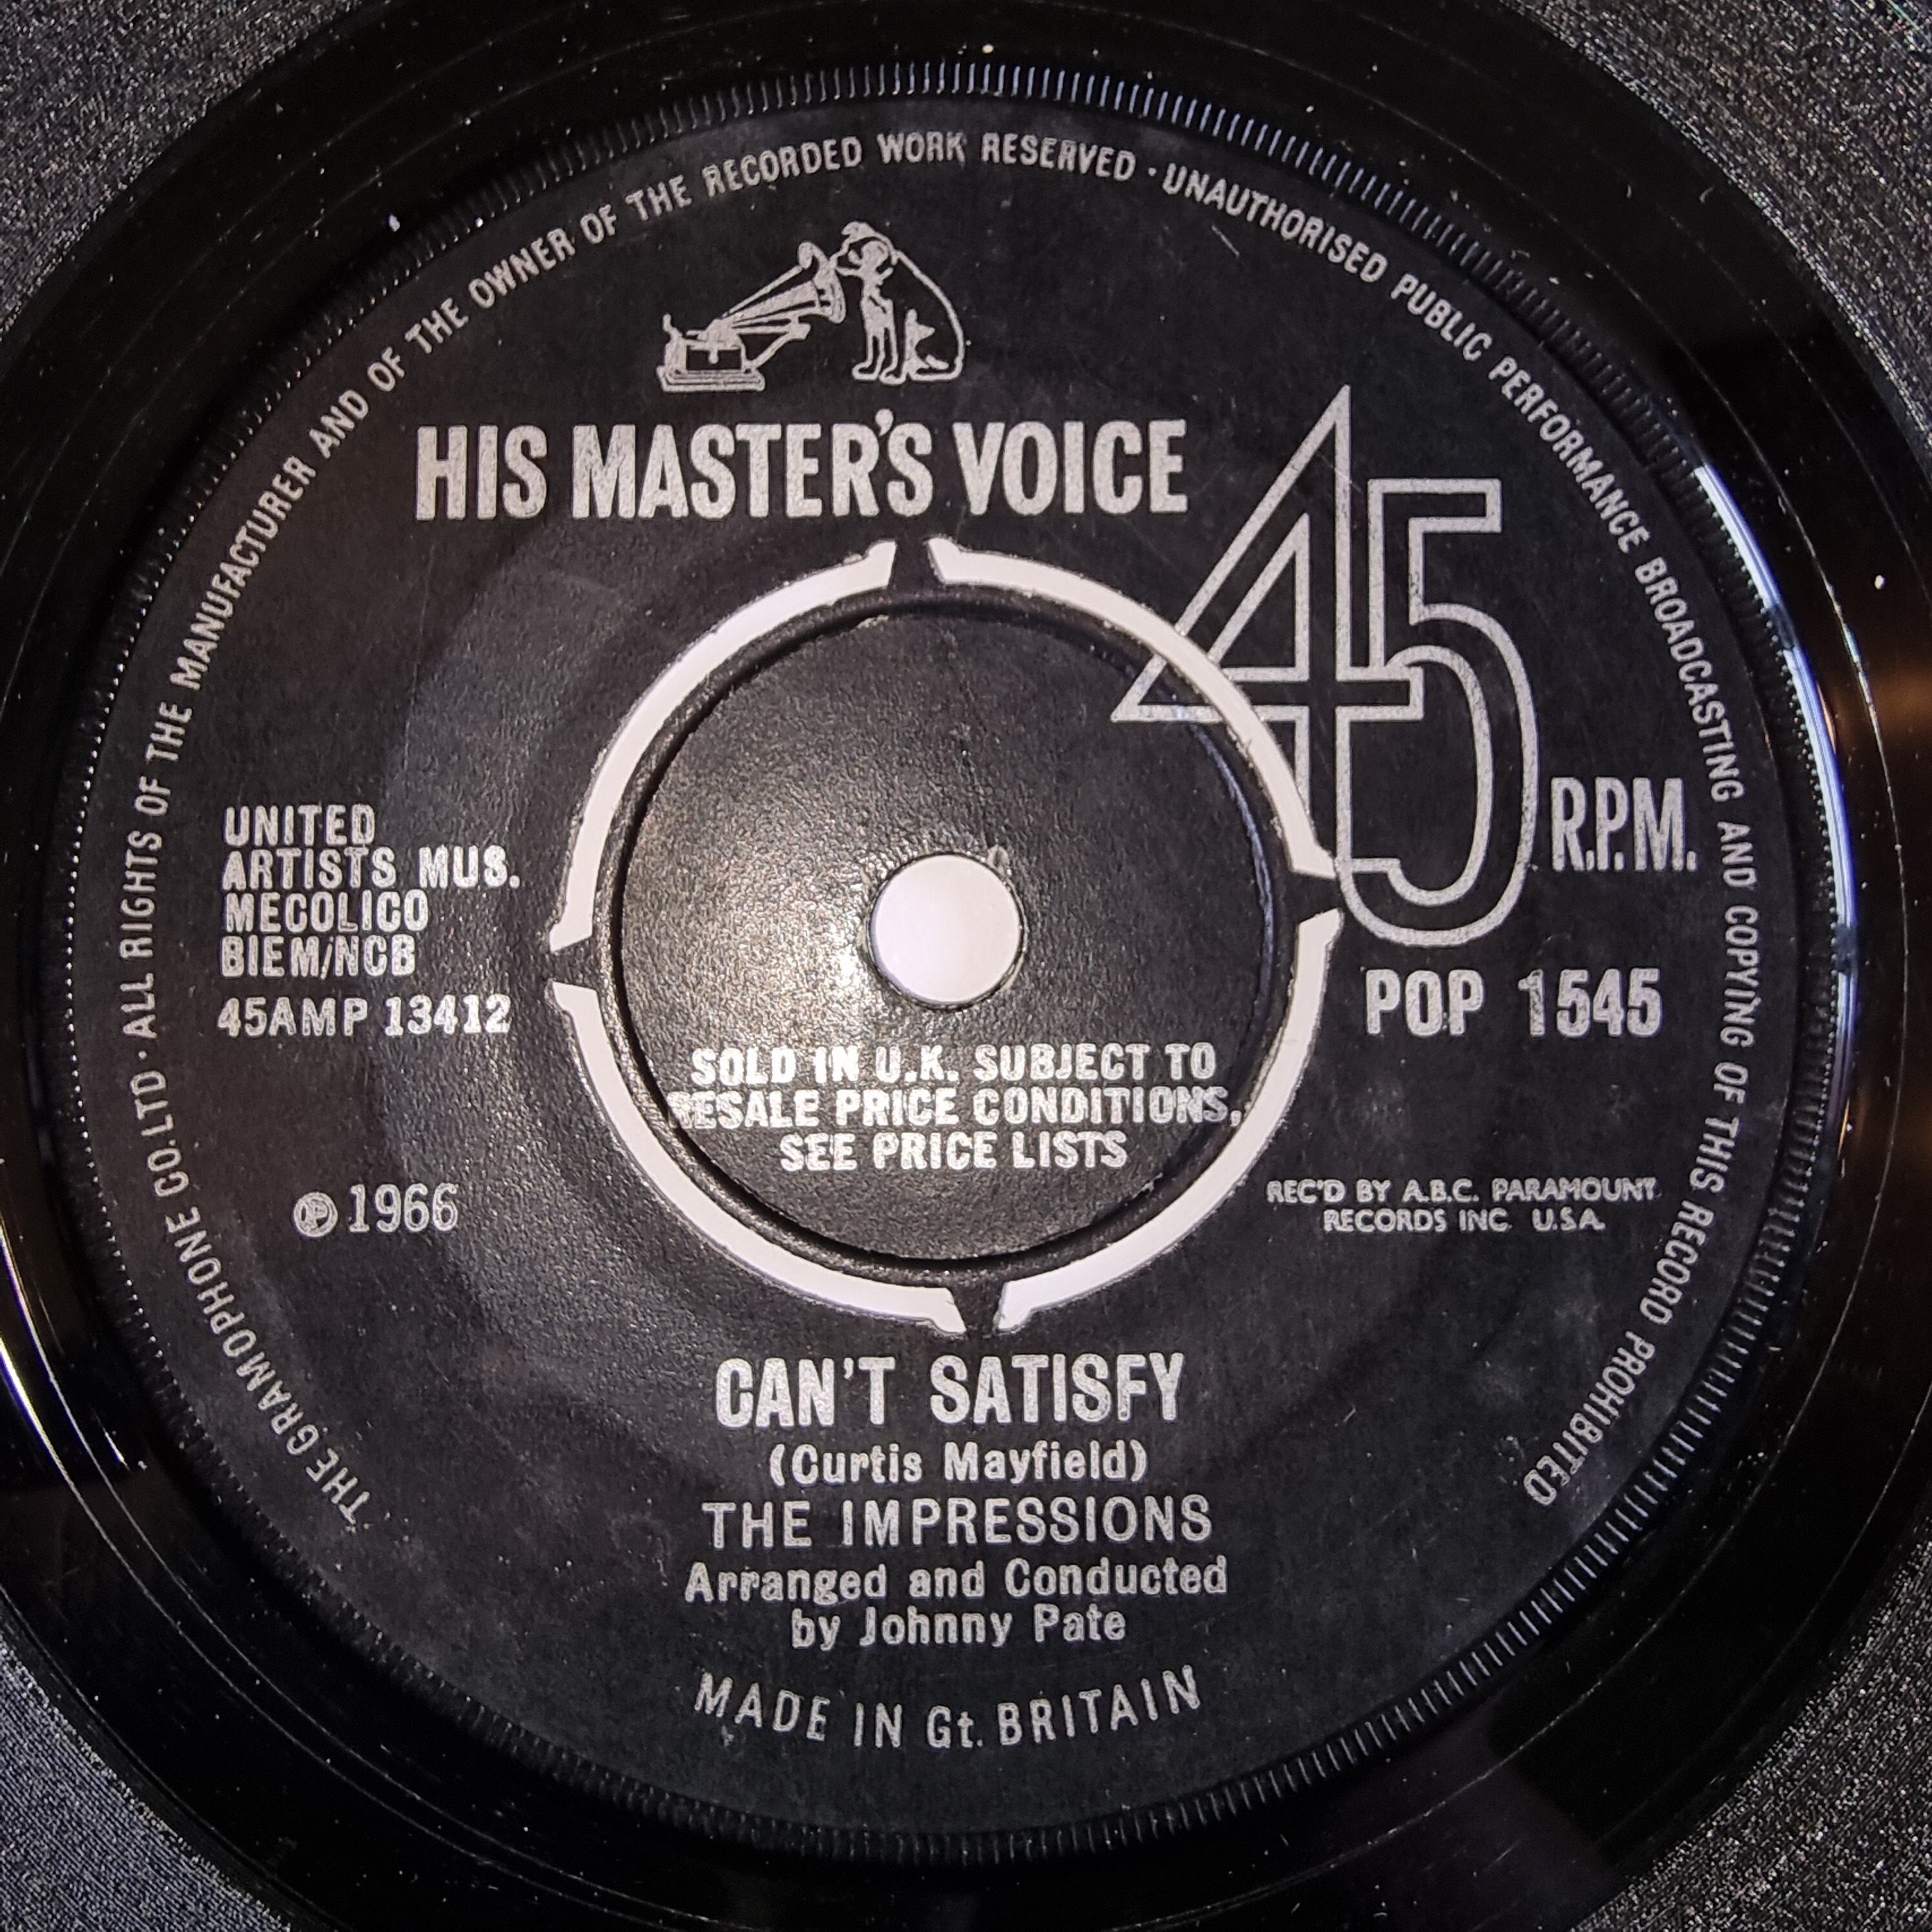 THE GRAMOPHONE CO. LTD · ALL RIGHTS OF THE MANUFACTURER AND OF THE OWNER OF THE RECORDED WORK RESERVED · UNAUTHORISED PUBLIC PERFORMANCE BROADCASTING AND COPYING OF THIS RECORD PROHIBITED
HIS MASTER'S VOICE
45
R.P.M.
UNITED
ARTISTS MUS.
MECOLICO
BIEM/NCB
45AMP 13412
POP 1545
SOLD IN U.K. SUBJECT TO
RESALE PRICE CONDITIONS,
SEE PRICE LISTS
℗ 1966
REC'D BY A.B.C. PARAMOUNT
RECORDS INC. U.S.A.
CAN'T SATISFY
(Curtis Mayfield)
THE IMPRESSIONS
Arranged and Conducted
by Johnny Pate
MADE IN Gt. BRITAIN